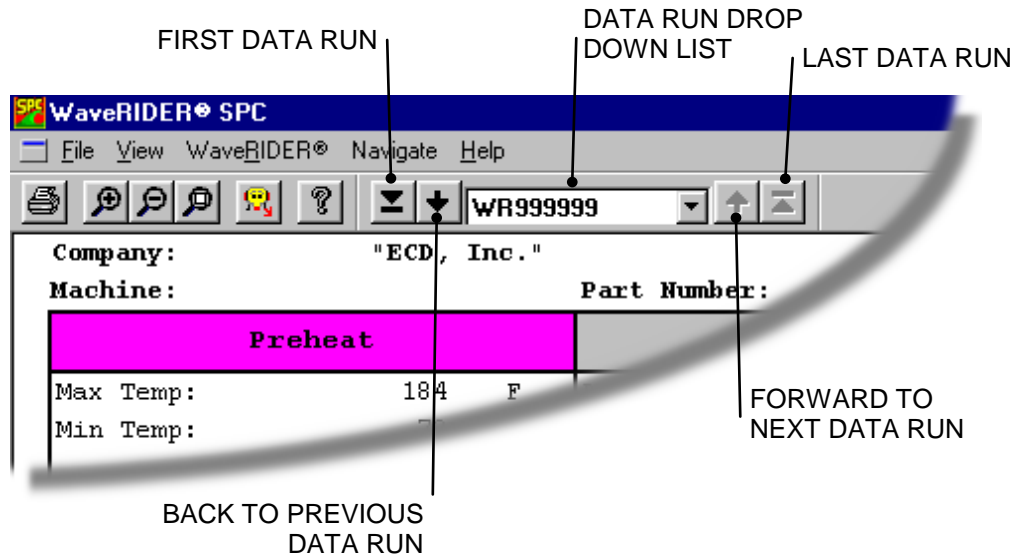 DATA RUN DROP
DOWN LIST
FIRST DATA RUN
LAST DATA RUN
SPC
WaveRIDER® SPC
File View WaveRIDER® Navigate Help
WR999999
Company: "ECD, Inc."
Machine: Part Number:
Preheat
Max Temp: 184 F
Min Temp:
FORWARD TO
NEXT DATA RUN
BACK TO PREVIOUS
DATA RUN